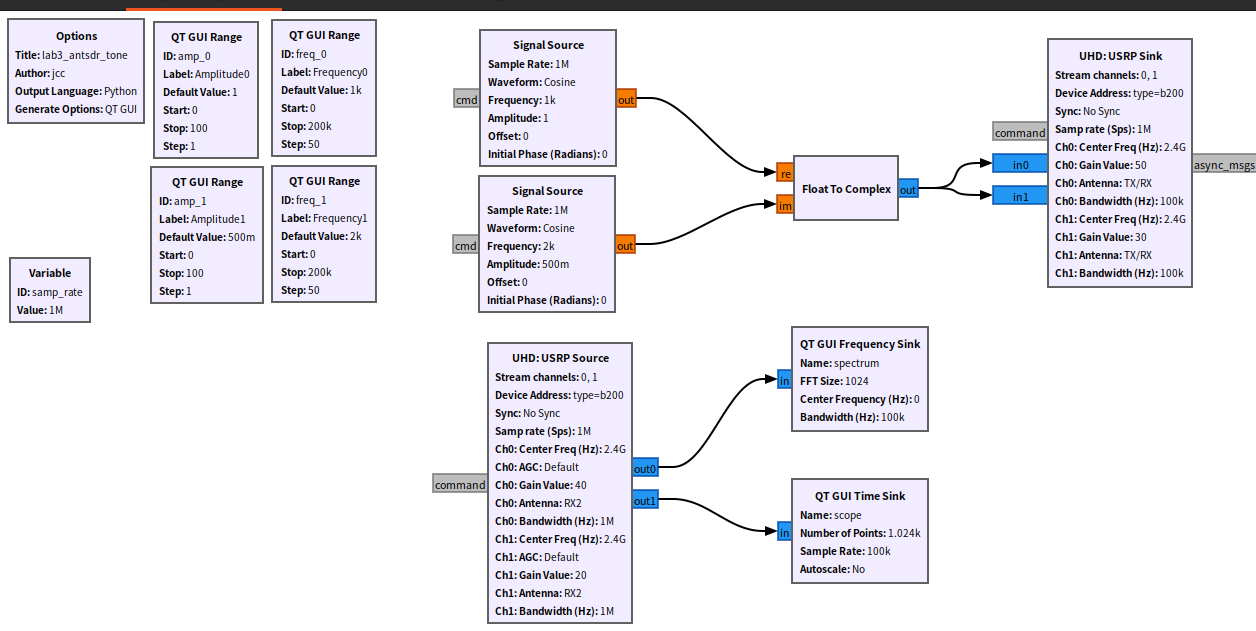 Options
Title: lab3_antsdr_tone
Author: jcc
Output Language: Python
Generate Options: QT GUI
QT GUI Range
ID: amp_0
Label: Amplitude0
Default Value: 1
Start: 0
Stop: 100
Step: 1
QT GUI Range
ID: freq_0
Label: Frequency0
Default Value: 1k
Start: 0
Stop: 200k
Step: 50
QT GUI Range
ID: amp_1
Label: Amplitude1
Default Value: 500m
Start: 0
Stop: 100
Step: 1
QT GUI Range
ID: freq_1
Label: Frequency1
Default Value: 2k
Start: 0
Stop: 200k
Step: 50
Variable
ID: samp_rate
Value: 1M
cmd
Signal Source
Sample Rate: 1M
Waveform: Cosine
Frequency: 1k
Amplitude: 1
Offset: 0
Initial Phase (Radians): 0
out
cmd
Signal Source
Sample Rate: 1M
Waveform: Cosine
Frequency: 2k
Amplitude: 500m
Offset: 0
Initial Phase (Radians): 0
out
re
im
Float To Complex
out
command
in0
in1
UHD: USRP Sink
Stream channels: 0, 1
Device Address: type=b200
Sync: No Sync
Samp rate (Sps): 1M
Ch0: Center Freq (Hz): 2.4G
Ch0: Gain Value: 50
Ch0: Antenna: TX/RX
Ch0: Bandwidth (Hz): 100k
Ch1: Center Freq (Hz): 2.4G
Ch1: Gain Value: 30
Ch1: Antenna: TX/RX
Ch1: Bandwidth (Hz): 100k
async_msgs
command
UHD: USRP Source
Stream channels: 0, 1
Device Address: type=b200
Sync: No Sync
Samp rate (Sps): 1M
Ch0: Center Freq (Hz): 2.4G
Ch0: AGC: Default
Ch0: Gain Value: 40
Ch0: Antenna: RX2
Ch0: Bandwidth (Hz): 1M
Ch1: Center Freq (Hz): 2.4G
Ch1: AGC: Default
Ch1: Gain Value: 20
Ch1: Antenna: RX2
Ch1: Bandwidth (Hz): 1M
out0
out1
in
QT GUI Frequency Sink
Name: spectrum
FFT Size: 1024
Center Frequency (Hz): 0
Bandwidth (Hz): 100k
in
QT GUI Time Sink
Name: scope
Number of Points: 1.024k
Sample Rate: 100k
Autoscale: No